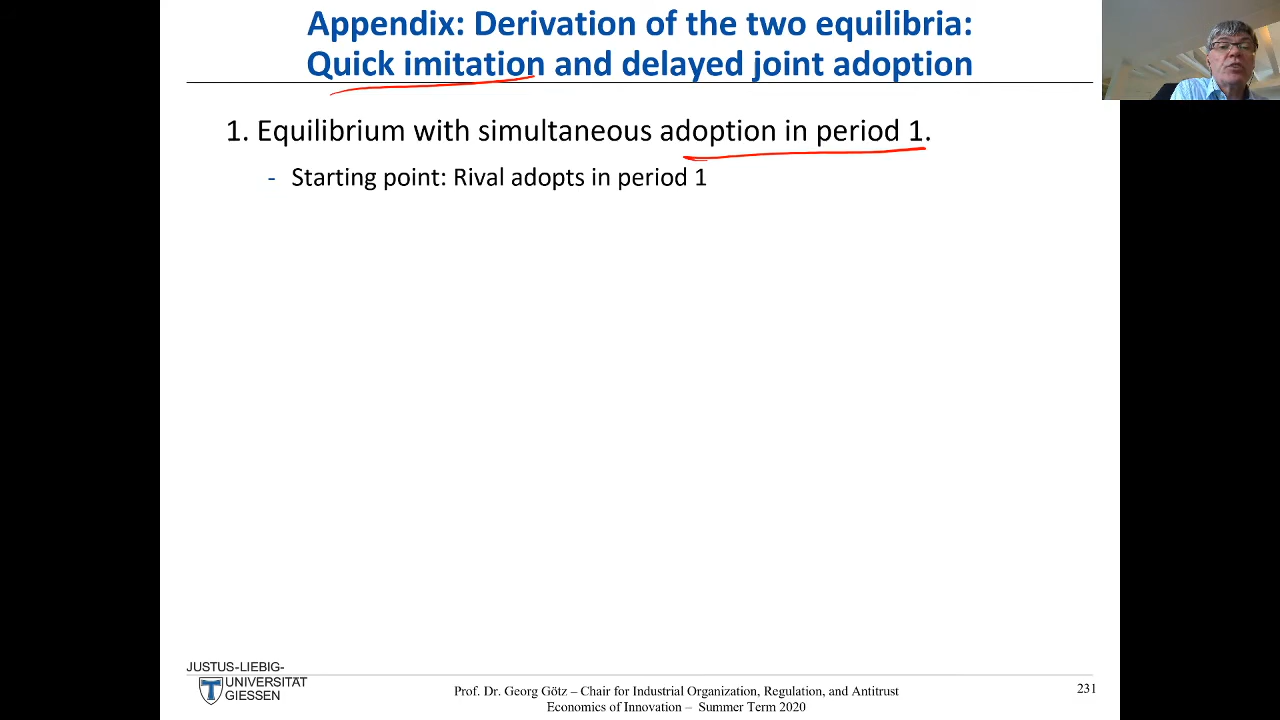 Appendix: Derivation of the two equilibria:
Quick imitation and delayed joint adoption
1. Equilibrium with simultaneous adoption in period 1.
- Starting point: Rival adopts in period 1
JUSTUS-LIEBIG-
UNIVERSITÄT
GIESSEN
Prof. Dr. Georg Götz – Chair for Industrial Organization, Regulation, and Antitrust
Economics of Innovation – Summer Term 2020
231